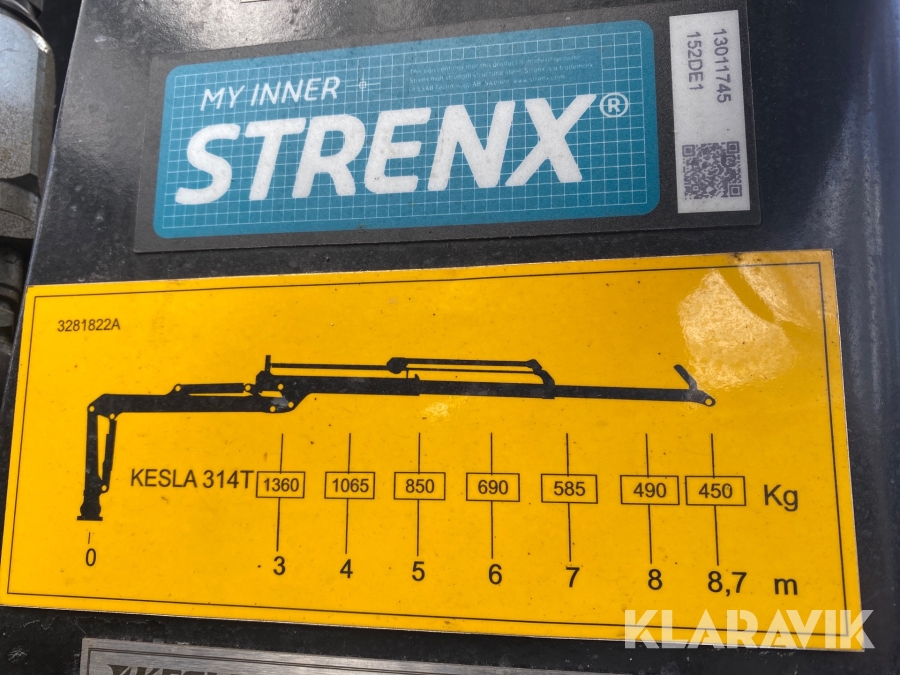 MY INNER
STRENX®
13011745
152DE1
3281822A
KESLA 314T 1360 1065 850 690 585 490 450 Kg
0 3 4 5 6 7 8 8,7 m
KLARAVIK